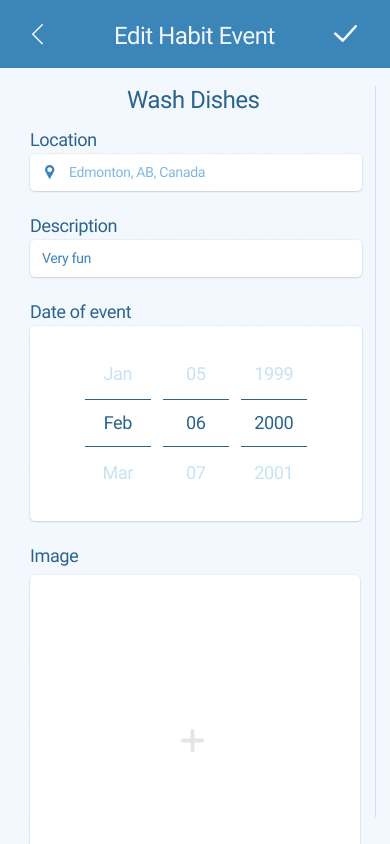 Edit Habit Event
Wash Dishes
Location
Edmonton, AB, Canada
Description
Very fun
Date of event
Jan 05 1999
Feb 06 2000
Mar 07 2001
Image